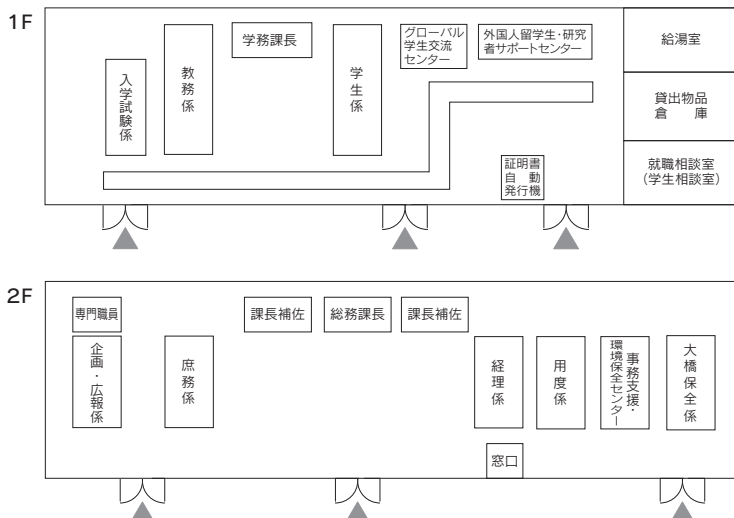 1F
入学試験係
教務係
学務課長
学生係
グローバル
学生交流
センター
外国人留学生・研究
者サポートセンター
給湯室
貸出物品
倉　庫
就職相談室
(学生相談室)
証明書
自動
発行機
2F
専門職員
企画・広報係
庶務係
課長補佐
総務課長
課長補佐
経理係
窓口
用度係
事務支援・
環境保全センター
大橋保全係